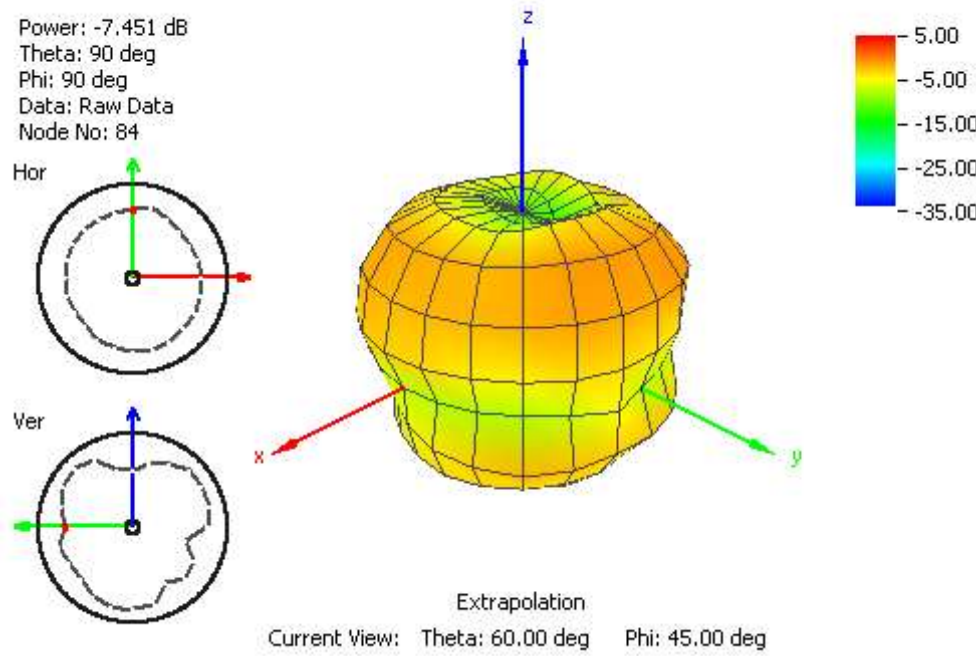 Power: -7.451 dB
Theta: 90 deg
Phi: 90 deg
Data: Raw Data
Node No: 84
Hor
Ver
z
x
y
5.00
-5.00
-15.00
-25.00
-35.00
Extrapolation
Current View: Theta: 60.00 deg Phi: 45.00 deg